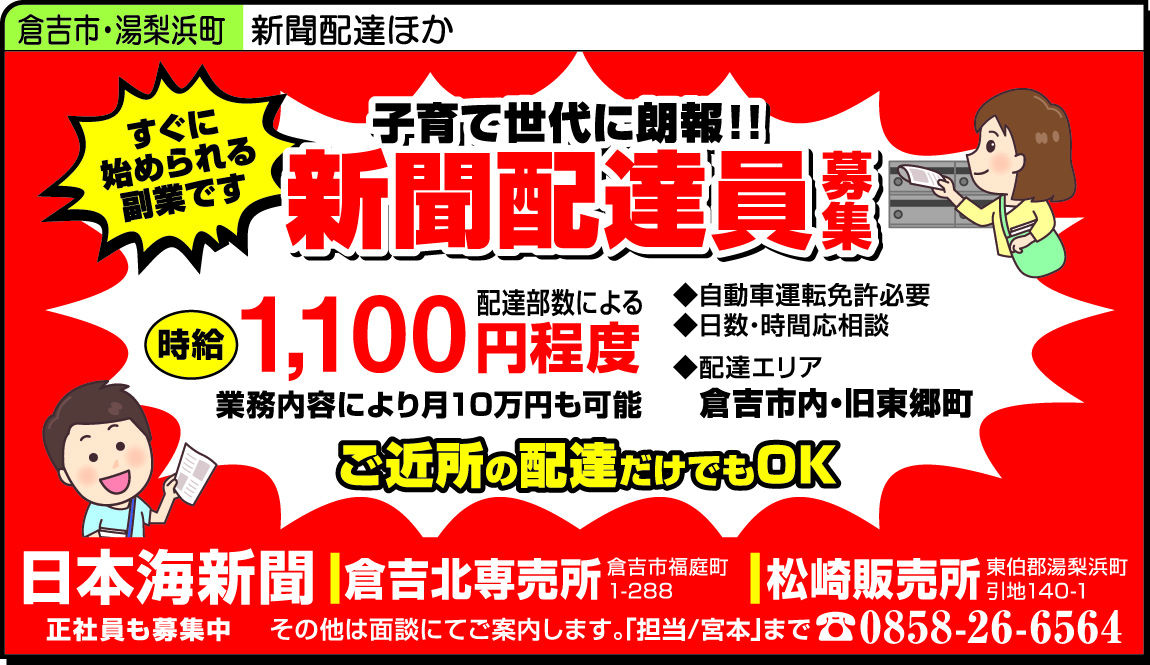 倉吉市・湯梨浜町 新聞配達ほか
すぐに
始められる
副業です
子育て世代に朗報!!
新聞配達員募集
時給1,100円程度
配達部数による
業務内容により月10万円も可能
◆自動車運転免許必要
◆日数・時間応相談
◆配達エリア
倉吉市内・旧東郷町
ご近所の配達だけでもOK
日本海新聞
倉吉北専売所
倉吉市福庭町
1-288
松崎販売所
東伯郡湯梨浜町
引地140-1
正社員も募集中
その他は面談にてご案内します。「担当/宮本」まで☎0858-26-6564